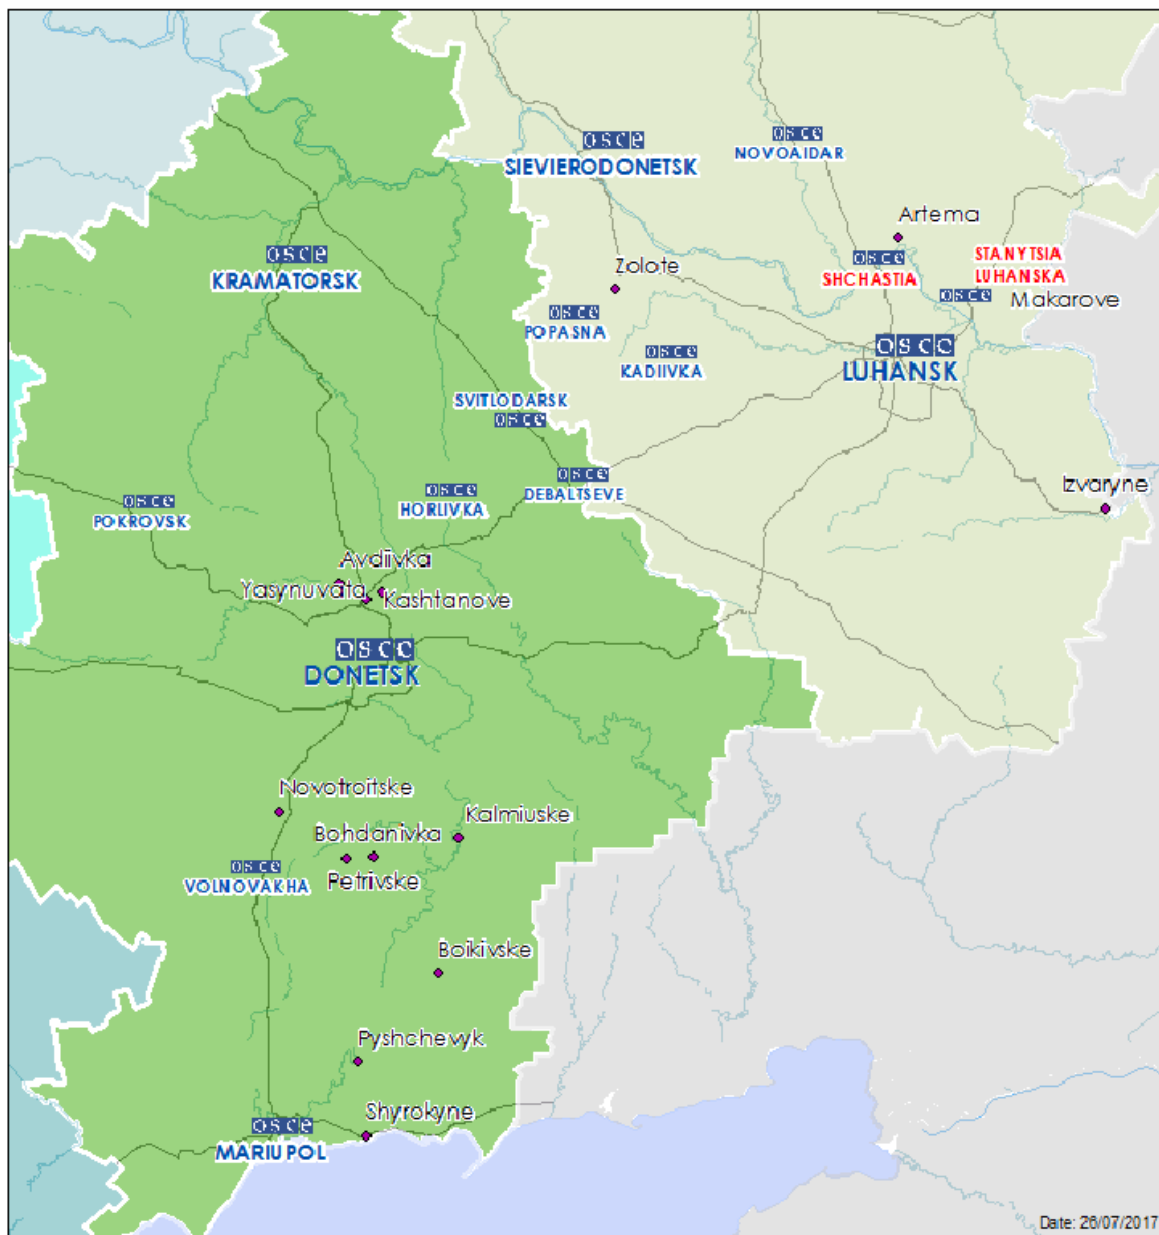 osce
NOVOAIDAR
osce
SIEVIERODONETSK
Artema
osce
KRAMATORSK
Zolote
osce
SHCHASTIA
STANYTSIA
LUHANSKA
osce
Makarove
osce
POPASNA
osce
KADIIVKA
osce
LUHANSK
SVITLODARSK
osce
osce
DEBALTSEVE
osce
HORLIVKA
osce
POKROVSK
Izvaryne
Avdiivka
Yasynuvata
Kashtanove
osce
DONETSK
Novotroitske
Kalmiuske
Bohdanivka
Petrivske
osce
VOLNOVAKHA
Boikivske
Pyshchevyk
Shyrokyne
osce
MARIUPOL
Date: 26/07/2017